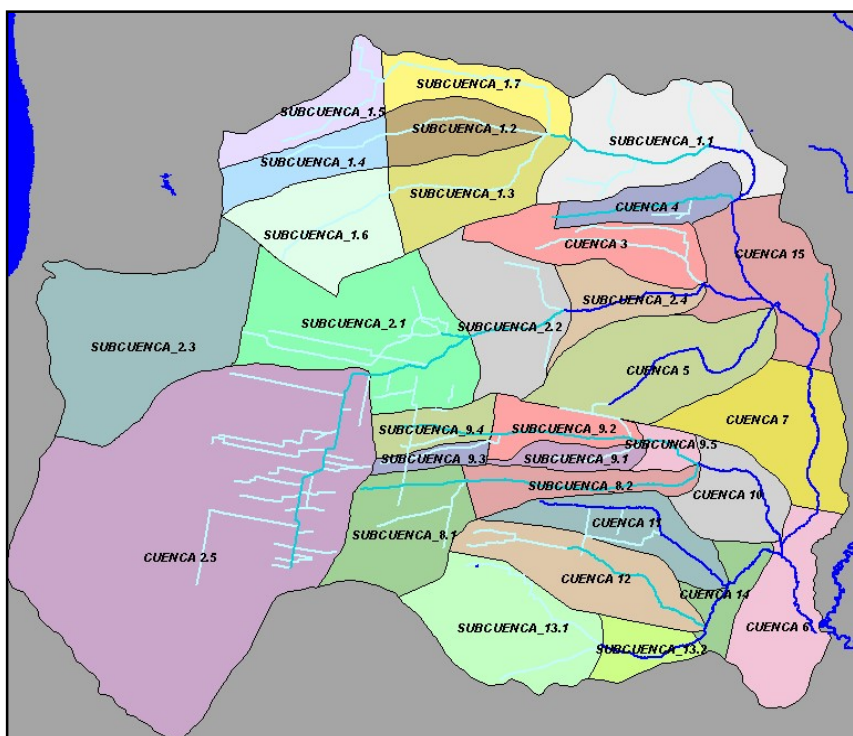 SUBCUENCA_1.7
SUBCUENCA_1.5
SUBCUENCA_1.2
SUBCUENCA_1.1
SUBCUENCA_1.4
SUBCUENCA_1.3
CUENCA 4
SUBCUENCA_1.6
CUENCA 3
CUENCA 15
SUBCUENCA_2.4
SUBCUENCA_2.1
SUBCUENCA_2.2
SUBCUENCA_2.3
CUENCA 5
CUENCA 7
SUBCUENCA_9.4
SUBCUENCA_9.2
SUBCUNCA_9.5
SUBCUENCA_9.3
SUBCUENCA_9.1
SUBCUENCA_8.2
CUENCA 10
CUENCA 11
SUBCUENCA_8.1
CUENCA 2.5
CUENCA 12
CUENCA 14
SUBCUENCA_13.1
CUENCA 6
SUBCUENCA_13.2